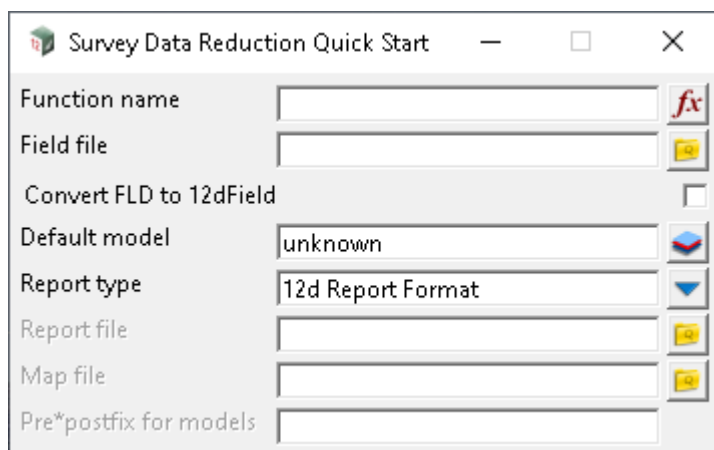 Survey Data Reduction Quick Start
Function name
Field file
Convert FLD to 12dField
Default model unknown
Report type 12d Report Format
Report file
Map file
Pre*postfix for models